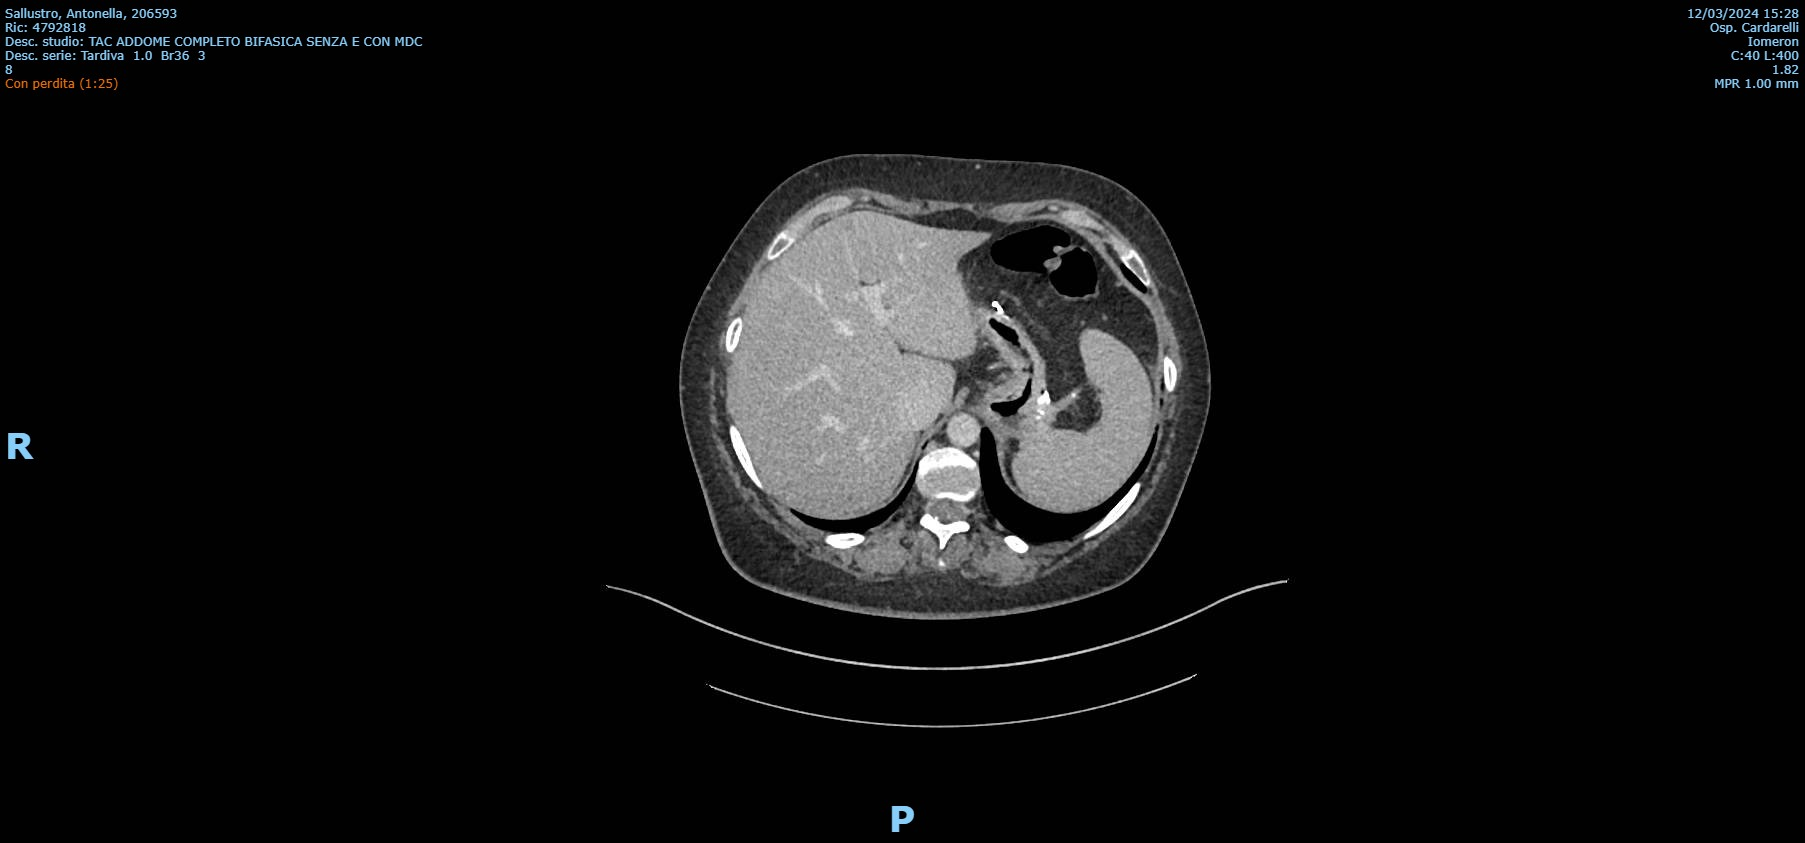 Sallustro, Antonella, 206593
Ric: 4792818
Desc. studio: TAC ADDOME COMPLETO BIFASICA SENZA E CON MDC
Desc. serie: Tardiva 1.0 Br36 3
8
Con perdita (1:25)
12/03/2024 15:28
Osp. Cardarelli
Iomeron
C:40 L:400
1.82
MPR 1.00 mm
R
P